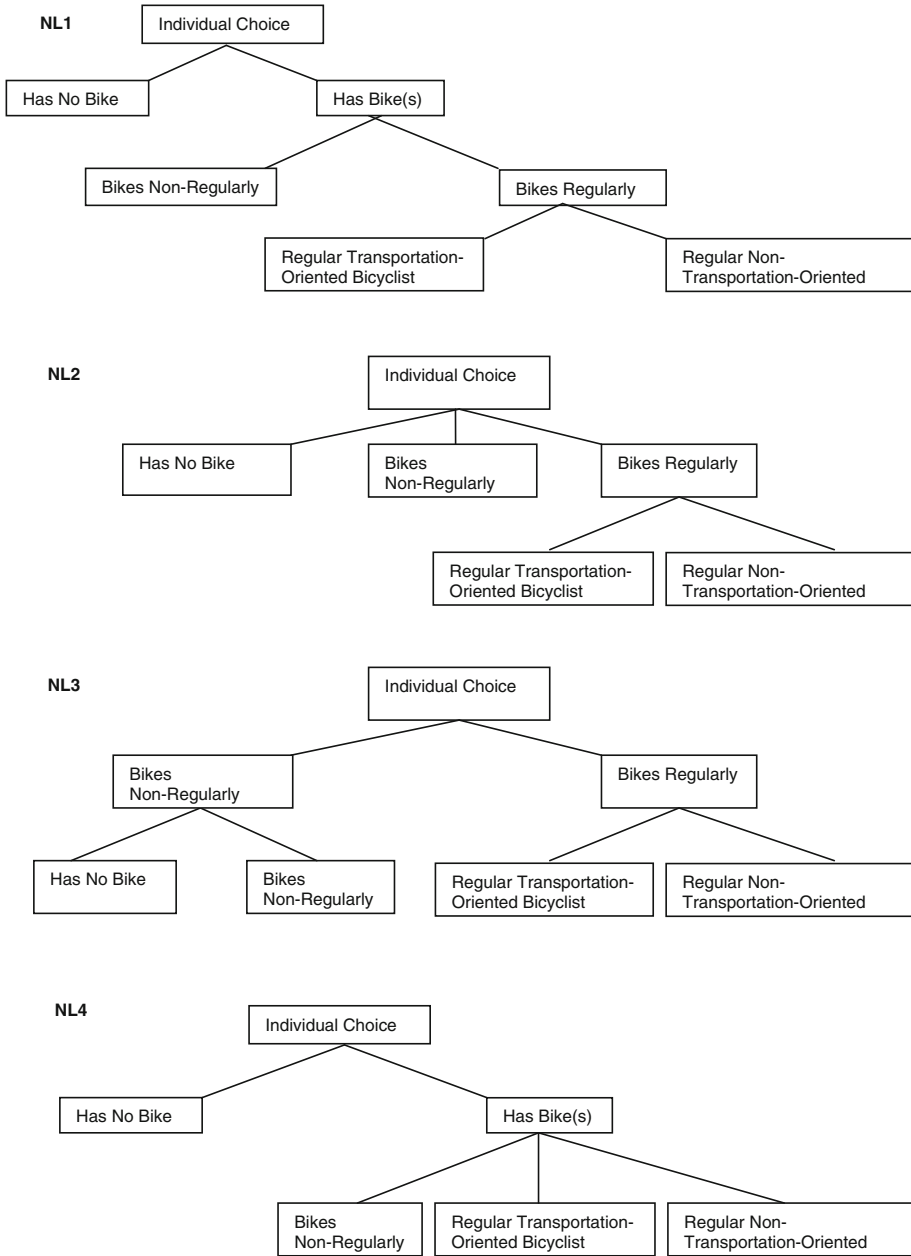 NL1
Individual Choice
Has No Bike
Has Bike(s)
Bikes Non-Regularly
Bikes Regularly
Regular Transportation-
Oriented Bicyclist
Regular Non-
Transportation-Oriented
NL2
Individual Choice
Has No Bike
Bikes
Non-Regularly
Bikes Regularly
Regular Transportation-
Oriented Bicyclist
Regular Non-
Transportation-Oriented
NL3
Individual Choice
Bikes
Non-Regularly
Bikes Regularly
Has No Bike
Bikes
Non-Regularly
Regular Transportation-
Oriented Bicyclist
Regular Non-
Transportation-Oriented
NL4
Individual Choice
Has No Bike
Has Bike(s)
Bikes
Non-Regularly
Regular Transportation-
Oriented Bicyclist
Regular Non-
Transportation-Oriented